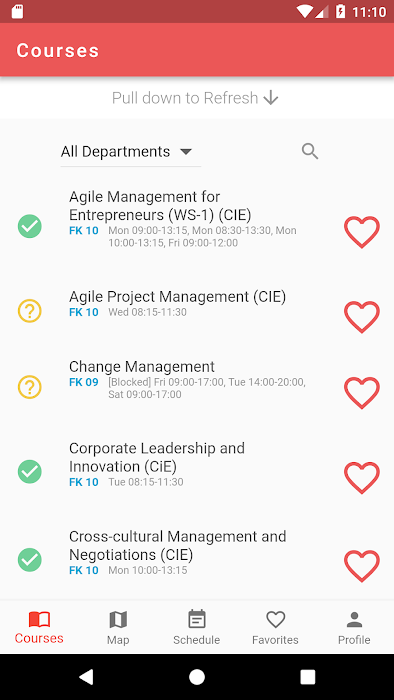 11:10
Courses
Pull down to Refresh
All Departments
Agile Management for
Entrepreneurs (WS-1) (CIE)
FK 10 Mon 09:00-13:15, Mon 08:30-13:30, Mon
10:00-13:15, Fri 09:00-12:00
Agile Project Management (CIE)
FK 10 Wed 08:15-11:30
Change Management
FK 09 [Blocked] Fri 09:00-17:00, Tue 14:00-20:00,
Sat 09:00-17:00
Corporate Leadership and
Innovation (CiE)
FK 10 Tue 08:15-11:30
Cross-cultural Management and
Negotiations (CIE)
FK 10 Mon 10:00-13:15
Courses Map Schedule Favorites Profile